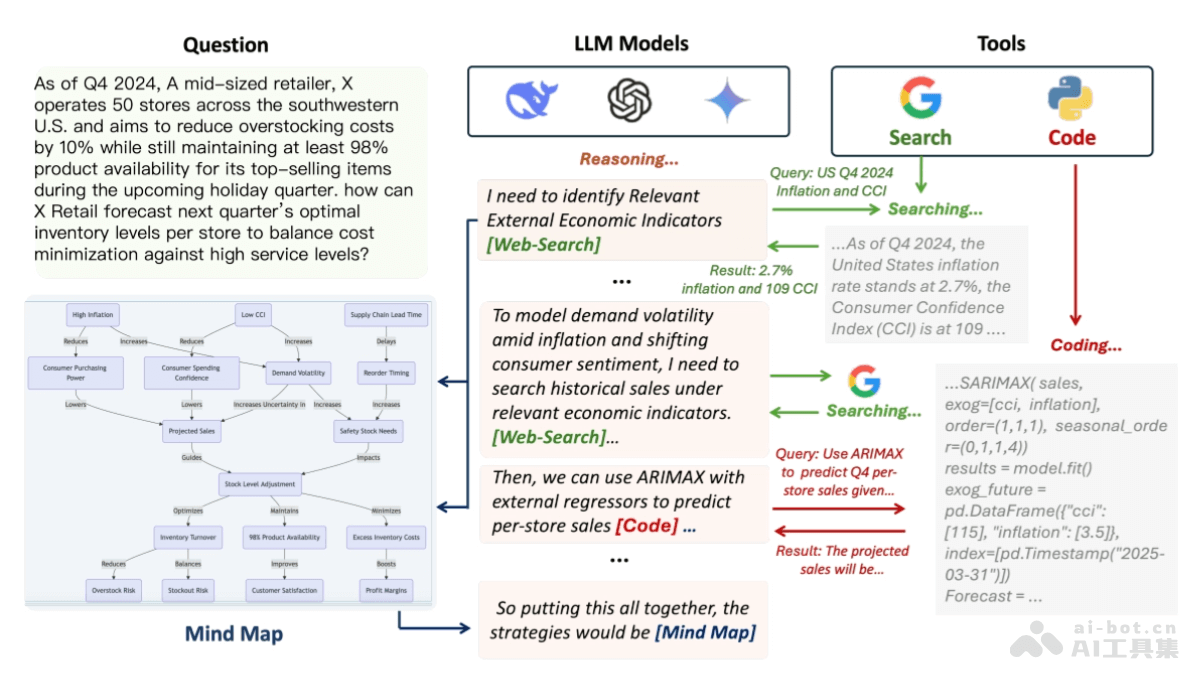 Question
As of Q4 2024, A mid-sized retailer, X
operates 50 stores across the southwestern
U.S. and aims to reduce overstocking costs
by 10% while still maintaining at least 98%
product availability for its top-selling items
during the upcoming holiday quarter. how can
X Retail forecast next quarter's optimal
inventory levels per store to balance cost
minimization against high service levels?
High Inflation
Low CCI
Supply Chain Lead Time
Reduces
Increases
Reduces
Increases
Delays
Consumer Purchasing
Power
Consumer Spending
Confidence
Demand Volatility
Reorder Timing
Lowers
Lowers
Increases Uncertainty in
Increases
Increases
Projected Sales
Safety Stock Needs
Guides
Impacts
Stock Level Adjustment
Optimizes
Maintains
Minimizes
Inventory Turnover
98% Product Availability
Excess Inventory Costs
Reduces
Balances
Improves
Boosts
Overstock Risk
Stockout Risk
Customer Satisfaction
Profit Margins
Mind Map
LLM Models
Reasoning...
I need to identify Relevant
External Economic Indicators
[Web-Search]
...
To model demand volatility
amid inflation and shifting
consumer sentiment, I need to
search historical sales under
relevant economic indicators.
[Web-Search]...
Then, we can use ARIMAX with
external regressors to predict
per-store sales [Code] ...
...
So putting this all together, the
strategies would be [Mind Map]
Tools
Search
Code
Query: US Q4 2024
Inflation and CCI
Searching...
Result: 2.7%
inflation and 109 CCI
...As of Q4 2024, the
United States inflation
rate stands at 2.7%, the
Consumer Confidence
Index (CCI) is at 109 ....
Searching...
Coding...
Query: Use ARIMAX
to predict Q4 per-
store sales given...
Result: The projected
sales will be...
...SARIMAX( sales,
exog=[cci, inflation],
order=(1,1,1), seasonal_orde
r=(0,1,1,4))
results = model.fit()
exog_future =
pd.DataFrame({"cci":
[115], "inflation": [3.5]},
index=[pd.Timestamp("2025-
03-31")])
Forecast = ...
ai-bot.cn
AI工具集